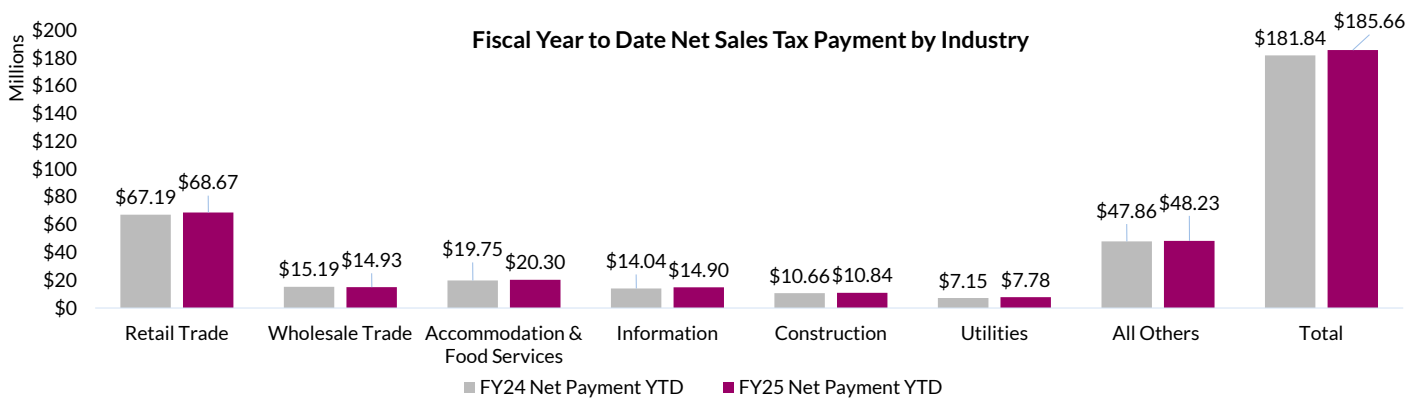 Fiscal Year to Date Net Sales Tax Payment by Industry
Millions
$200
$180
$160
$140
$120
$100
$80
$60
$40
$20
$0
$67.19
$68.67
$15.19
$14.93
$19.75
$20.30
$14.04
$14.90
$10.66
$10.84
$7.15
$7.78
$47.86
$48.23
$181.84
$185.66
Retail Trade
Wholesale Trade
Accommodation &
Food Services
Information
Construction
Utilities
All Others
Total
FY24 Net Payment YTD
FY25 Net Payment YTD